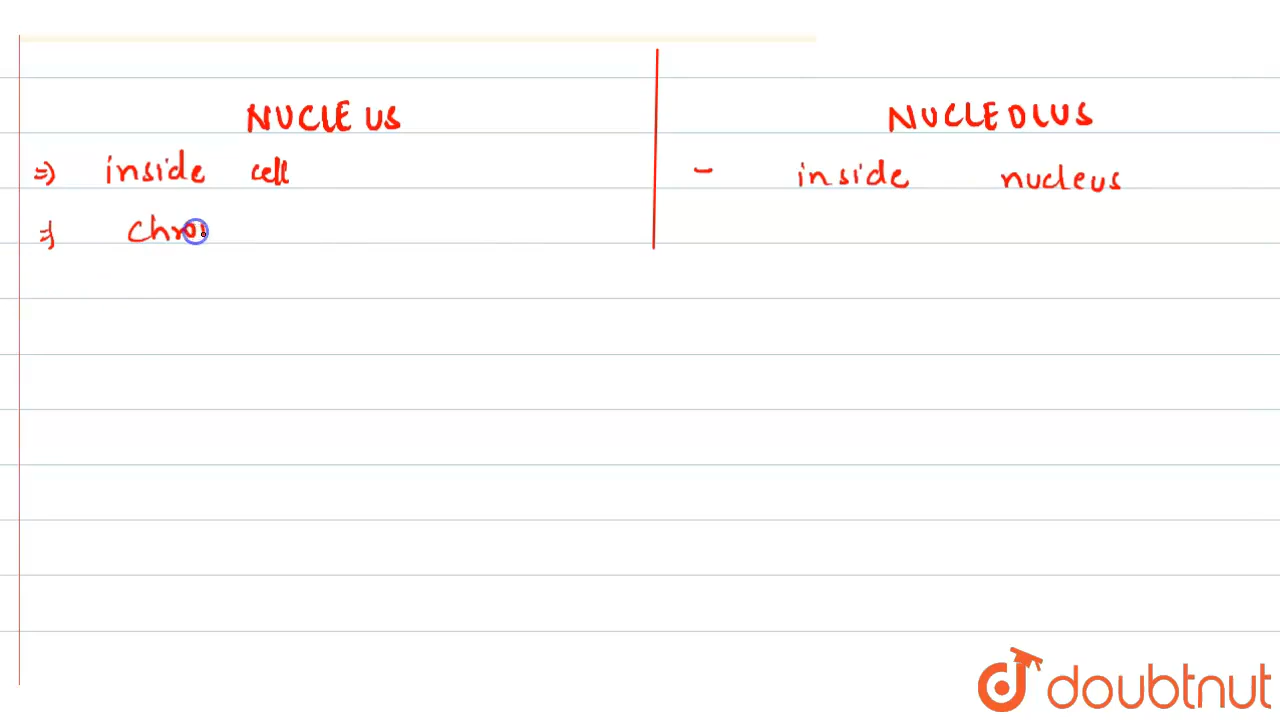 NUCLEUS NUCLEOLUS
=) inside cell - inside nucleus
=) Chro
doubtnut